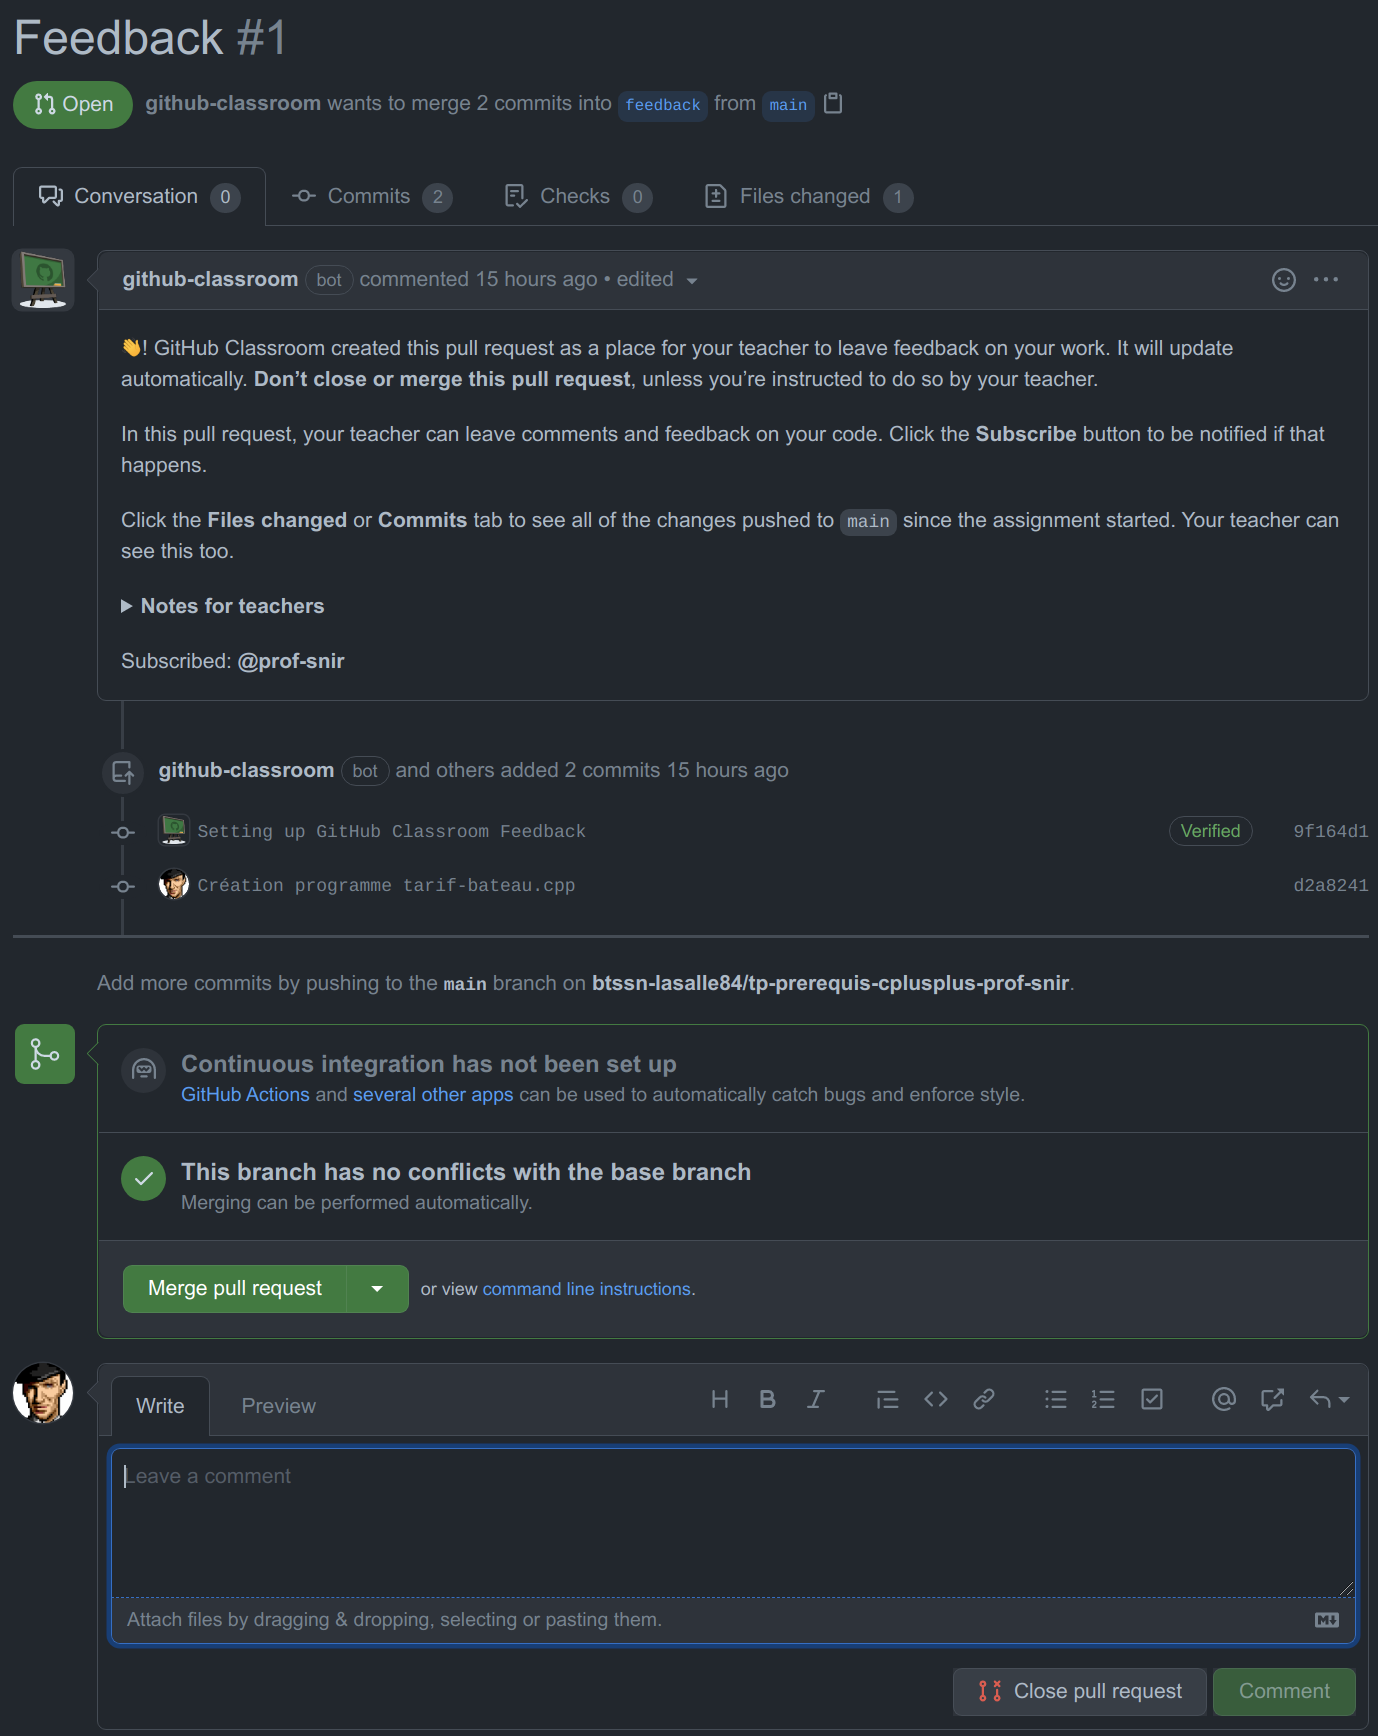 Feedback #1
Open github-classroom wants to merge 2 commits into feedback from main
Conversation 0 Commits 2 Checks 0 Files changed 1
github-classroom bot commented 15 hours ago • edited
👋! GitHub Classroom created this pull request as a place for your teacher to leave feedback on your work. It will update
automatically. Don’t close or merge this pull request, unless you’re instructed to do so by your teacher.
In this pull request, your teacher can leave comments and feedback on your code. Click the Subscribe button to be notified if that
happens.
Click the Files changed or Commits tab to see all of the changes pushed to main since the assignment started. Your teacher can
see this too.
Notes for teachers
Subscribed: @prof-snir
github-classroom bot and others added 2 commits 15 hours ago
Setting up GitHub Classroom Feedback Verified 9f164d1
Création programme tarif-bateau.cpp d2a8241
Add more commits by pushing to the main branch on btssn-lasalle84/tp-prerequis-cplusplus-prof-snir.
Continuous integration has not been set up
GitHub Actions and several other apps can be used to automatically catch bugs and enforce style.
This branch has no conflicts with the base branch
Merging can be performed automatically.
Merge pull request or view command line instructions.
Write Preview
Leave a comment
Attach files by dragging & dropping, selecting or pasting them.
Close pull request Comment